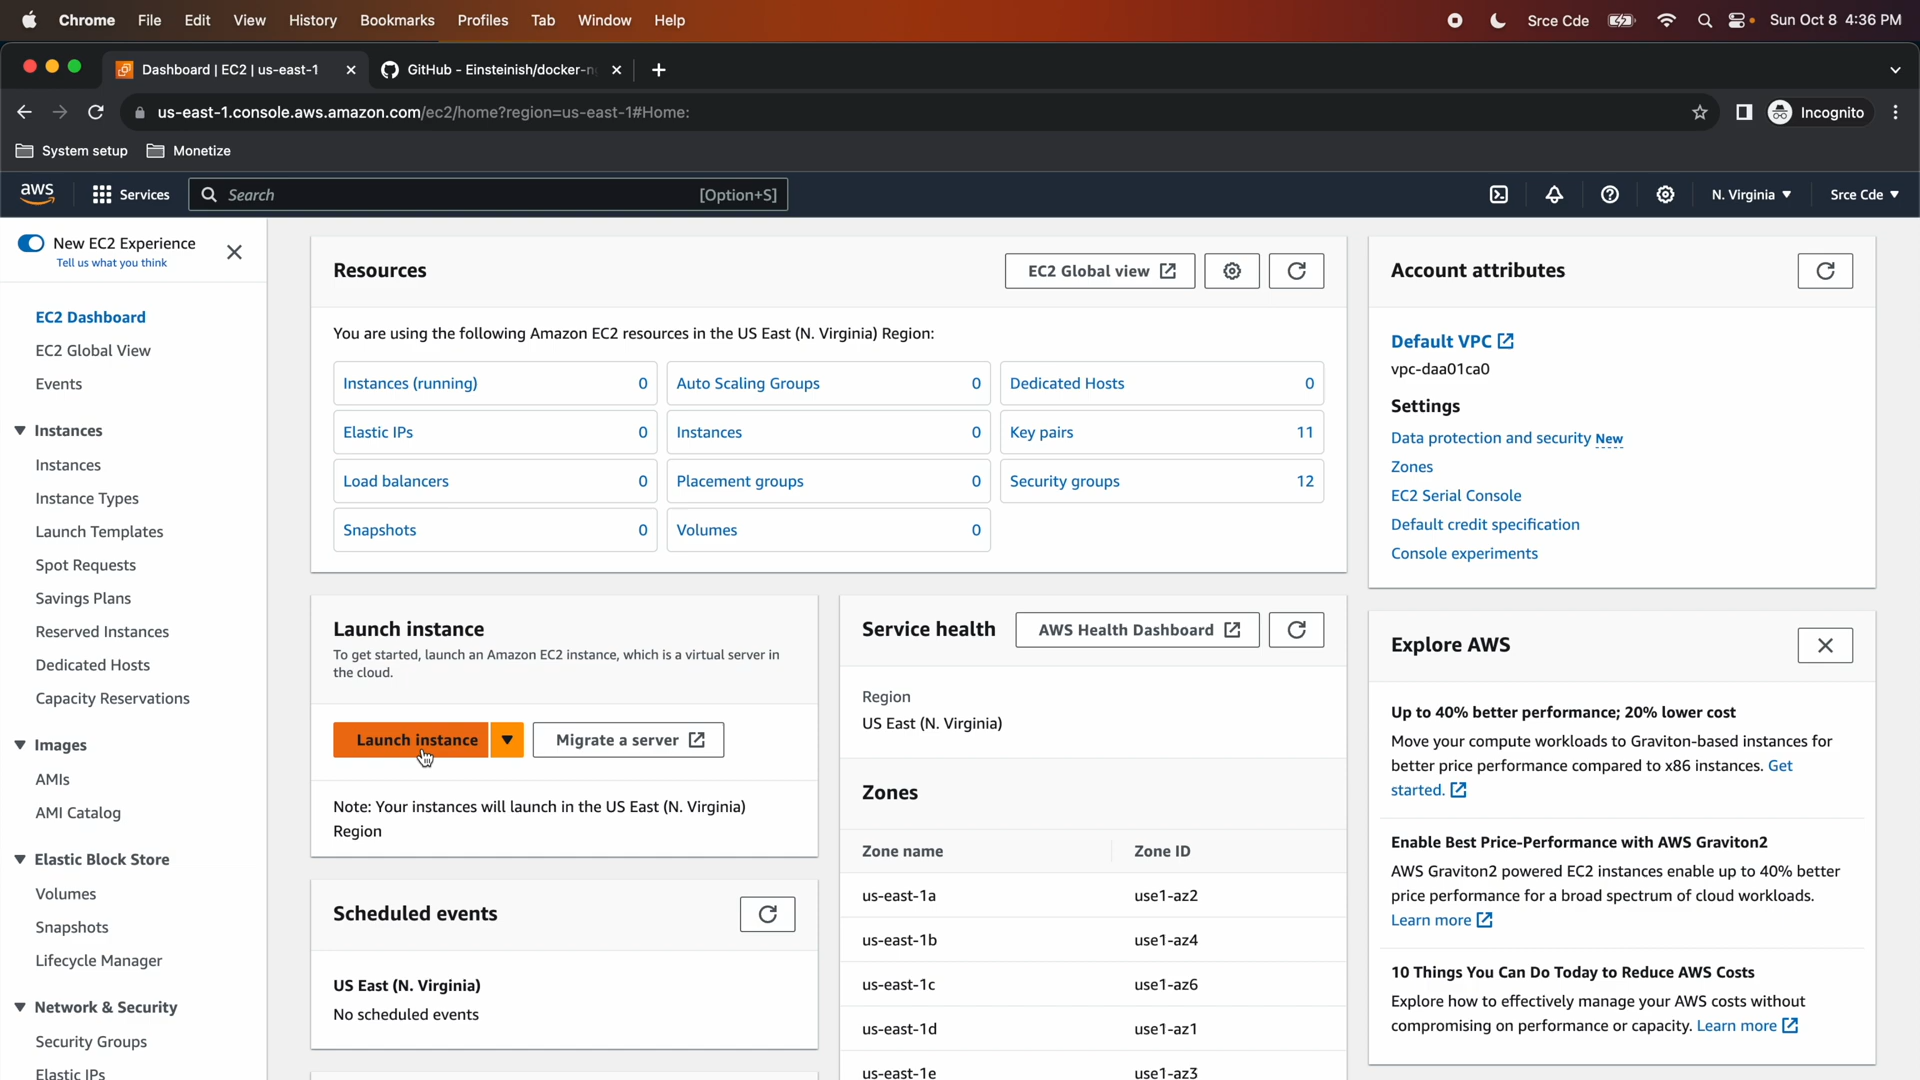 Chrome File Edit View History Bookmarks Profiles Tab Window Help
Srce Cde Sun Oct 8 4:36 PM
Dashboard | EC2 | us-east-1
GitHub - Einsteinish/docker-n
us-east-1.console.aws.amazon.com/ec2/home?region=us-east-1#Home:
Incognito
System setup
Monetize
aws
Services
Search
[Option+S]
N. Virginia
Srce Cde
New EC2 Experience
Tell us what you think
EC2 Dashboard
EC2 Global View
Events
Instances
Instances
Instance Types
Launch Templates
Spot Requests
Savings Plans
Reserved Instances
Dedicated Hosts
Capacity Reservations
Images
AMIs
AMI Catalog
Elastic Block Store
Volumes
Snapshots
Lifecycle Manager
Network & Security
Security Groups
Elastic IPs
Resources
EC2 Global view
You are using the following Amazon EC2 resources in the US East (N. Virginia) Region:
Instances (running) 0
Auto Scaling Groups 0
Dedicated Hosts 0
Elastic IPs 0
Instances 0
Key pairs 11
Load balancers 0
Placement groups 0
Security groups 12
Snapshots 0
Volumes 0
Launch instance
To get started, launch an Amazon EC2 instance, which is a virtual server in
the cloud.
Launch instance
Migrate a server
Note: Your instances will launch in the US East (N. Virginia)
Region
Scheduled events
US East (N. Virginia)
No scheduled events
Service health
AWS Health Dashboard
Region
US East (N. Virginia)
Zones
Zone name Zone ID
us-east-1a use1-az2
us-east-1b use1-az4
us-east-1c use1-az6
us-east-1d use1-az1
us-east-1e use1-az3
Account attributes
Default VPC
vpc-daa01ca0
Settings
Data protection and security New
Zones
EC2 Serial Console
Default credit specification
Console experiments
Explore AWS
Up to 40% better performance; 20% lower cost
Move your compute workloads to Graviton-based instances for
better price performance compared to x86 instances. Get
started.
Enable Best Price-Performance with AWS Graviton2
AWS Graviton2 powered EC2 instances enable up to 40% better
price performance for a broad spectrum of cloud workloads.
Learn more
10 Things You Can Do Today to Reduce AWS Costs
Explore how to effectively manage your AWS costs without
compromising on performance or capacity. Learn more